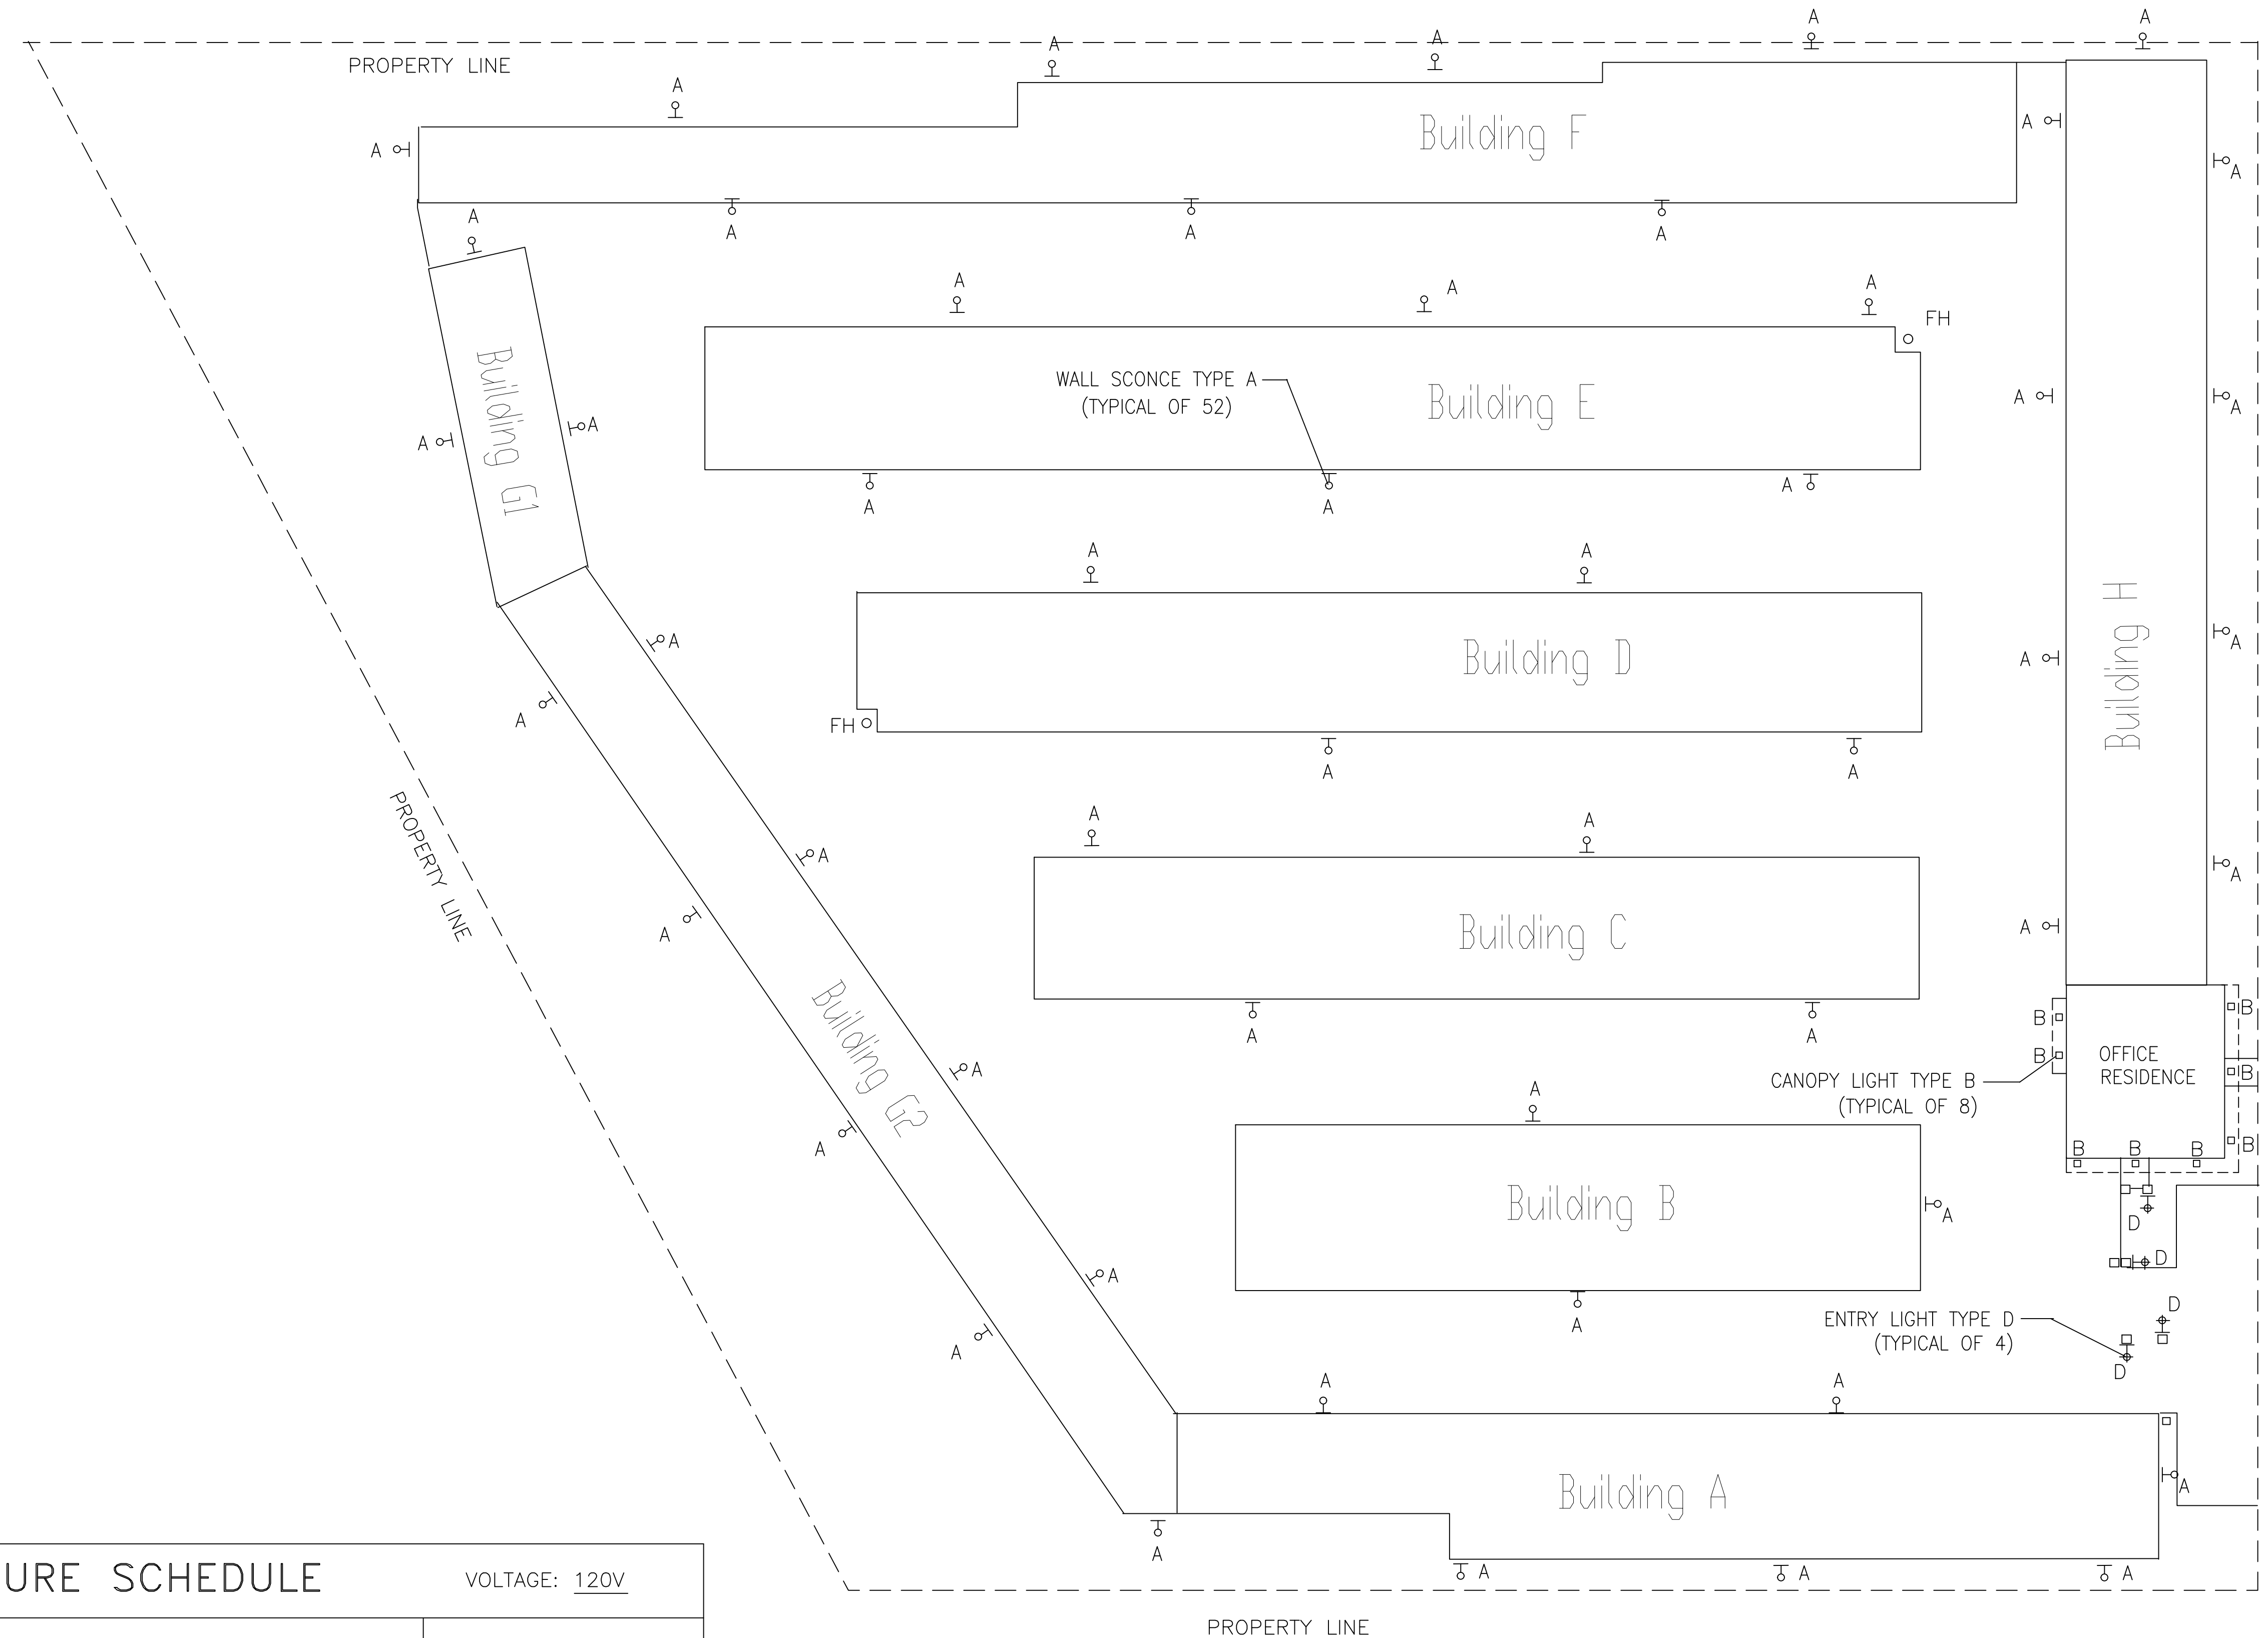 A
A
A
A
PROPERTY LINE
A
A
Building F
A
A
A
A
A
A
A
A
A
FH
WALL SCONCE TYPE A
(TYPICAL OF 52)
Building E
A
A
A
A
Building G1
A
A
A
A
A
A
A
Building D
A
Building H
A
FH
A
A
A
A
PROPERTY LINE
A
A
A
Building C
A
B
B
A
A
B
OFFICE
RESIDENCE
B
A
Building G2
CANOPY LIGHT TYPE B
(TYPICAL OF 8)
A
A
B
B
B
B
Building B
A
D
D
A
D
A
ENTRY LIGHT TYPE D
(TYPICAL OF 4)
A
D
A
A
Building A
A
A
A
A
A
URE SCHEDULE
VOLTAGE: 120V
PROPERTY LINE